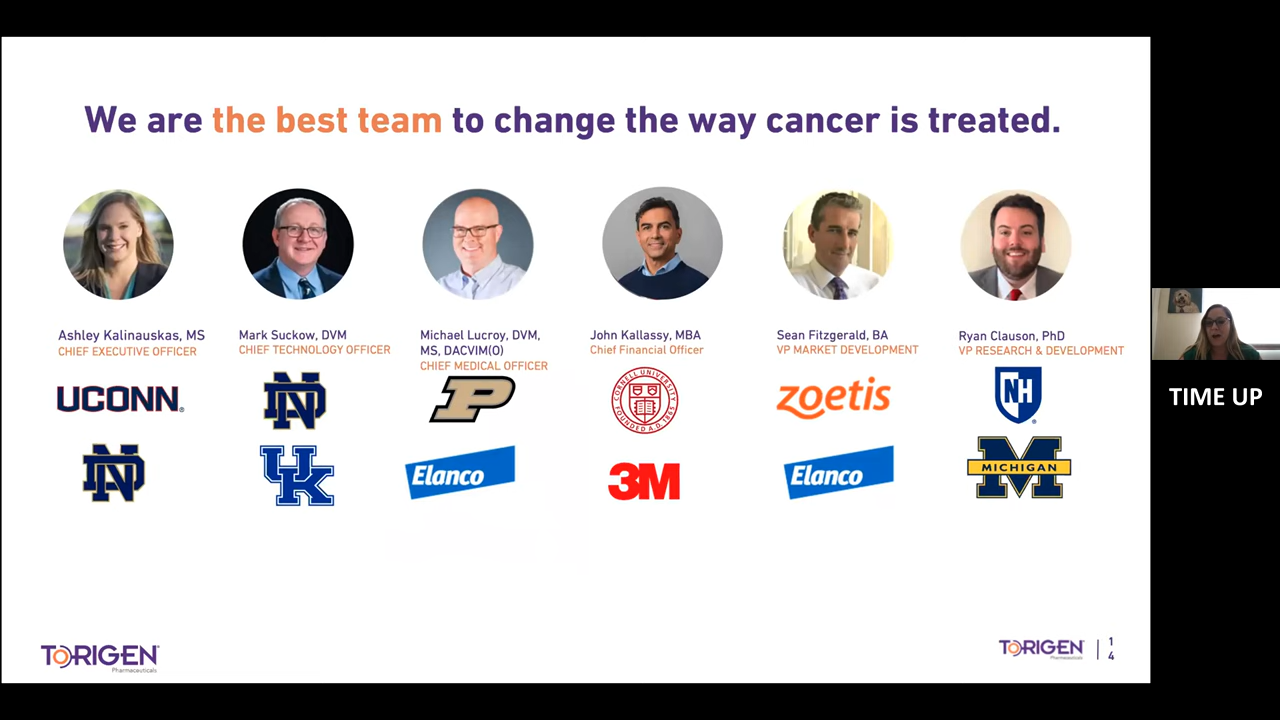 We are the best team to change the way cancer is treated.
Ashley Kalinauskas, MS
CHIEF EXECUTIVE OFFICER
UCONN®
ND
Mark Suckow, DVM
CHIEF TECHNOLOGY OFFICER
ND
UK
Michael Lucroy, DVM,
MS, DACVIM(O)
CHIEF MEDICAL OFFICER
P
Elanco
John Kallassy, MBA
Chief Financial Officer
CORNELL UNIVERSITY
FOUNDED A.D. 1865
3M
Sean Fitzgerald, BA
VP MARKET DEVELOPMENT
zoetis
Elanco
Ryan Clauson, PhD
VP RESEARCH & DEVELOPMENT
NH®
M
MICHIGAN
TIME UP
TORIGEN
Pharmaceuticals
TORIGEN
Pharmaceuticals
1
4